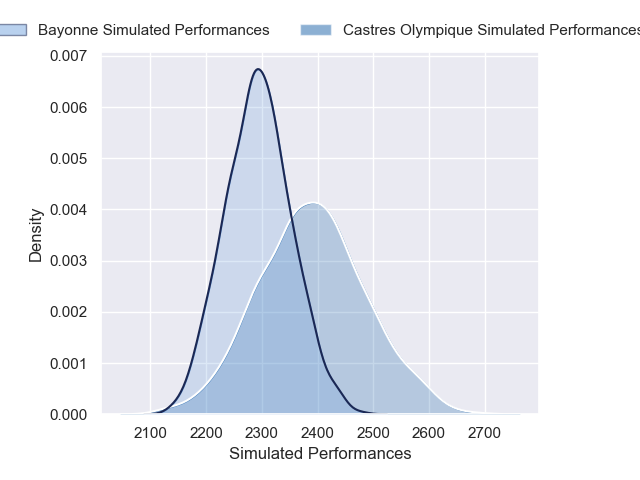 Bayonne Simulated Performances
Castres Olympique Simulated Performances
0.007
0.006
0.005
0.004
0.003
0.002
0.001
0.000
Density
2100 2200 2300 2400 2500 2600 2700
Simulated Performances